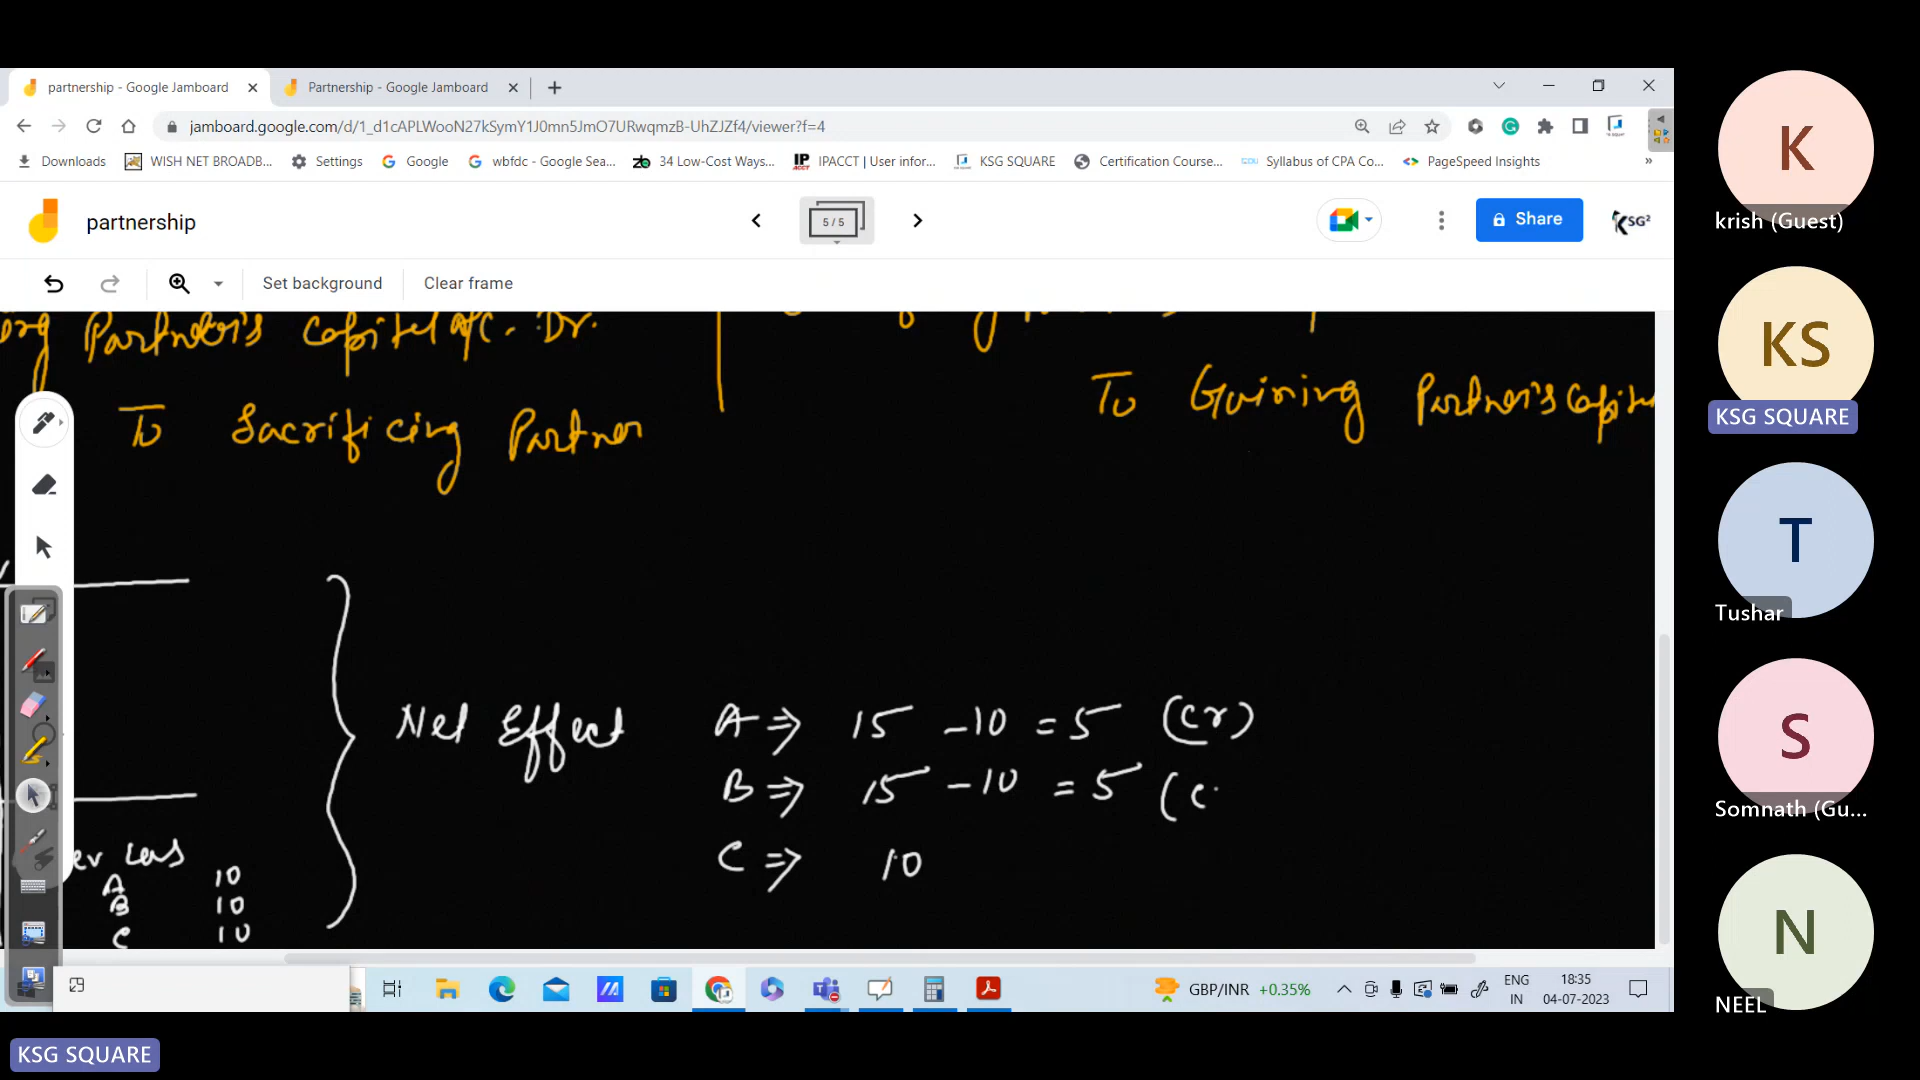 partnership - Google Jamboard
Partnership - Google Jamboard
jamboard.google.com/d/1_d1cAPLWooN27kSymY1J0mn5JmO7URwqmzB-UhZJZf4/viewer?f=4
Downloads
WISH NET BROADB...
Settings
Google
wbfdc - Google Sea...
34 Low-Cost Ways...
IPACCT | User infor...
KSG SQUARE
Certification Course...
Syllabus of CPA Co...
PageSpeed Insights
partnership
5 / 5
Share
KSG²
Set background
Clear frame
Partner's Capital A/c. Dr.
To Sacrificing Partner
To Gaining Partner's Capital
Net Effect
A ⇒ 15 - 10 = 5 (Cr)
B ⇒ 15 - 10 = 5 (C
C ⇒ 10
A 10
B 10
C 10
GBP/INR +0.35%
ENG
IN
18:35
04-07-2023
K
krish (Guest)
KS
KSG SQUARE
T
Tushar
S
Somnath (Gu...
N
NEEL
KSG SQUARE